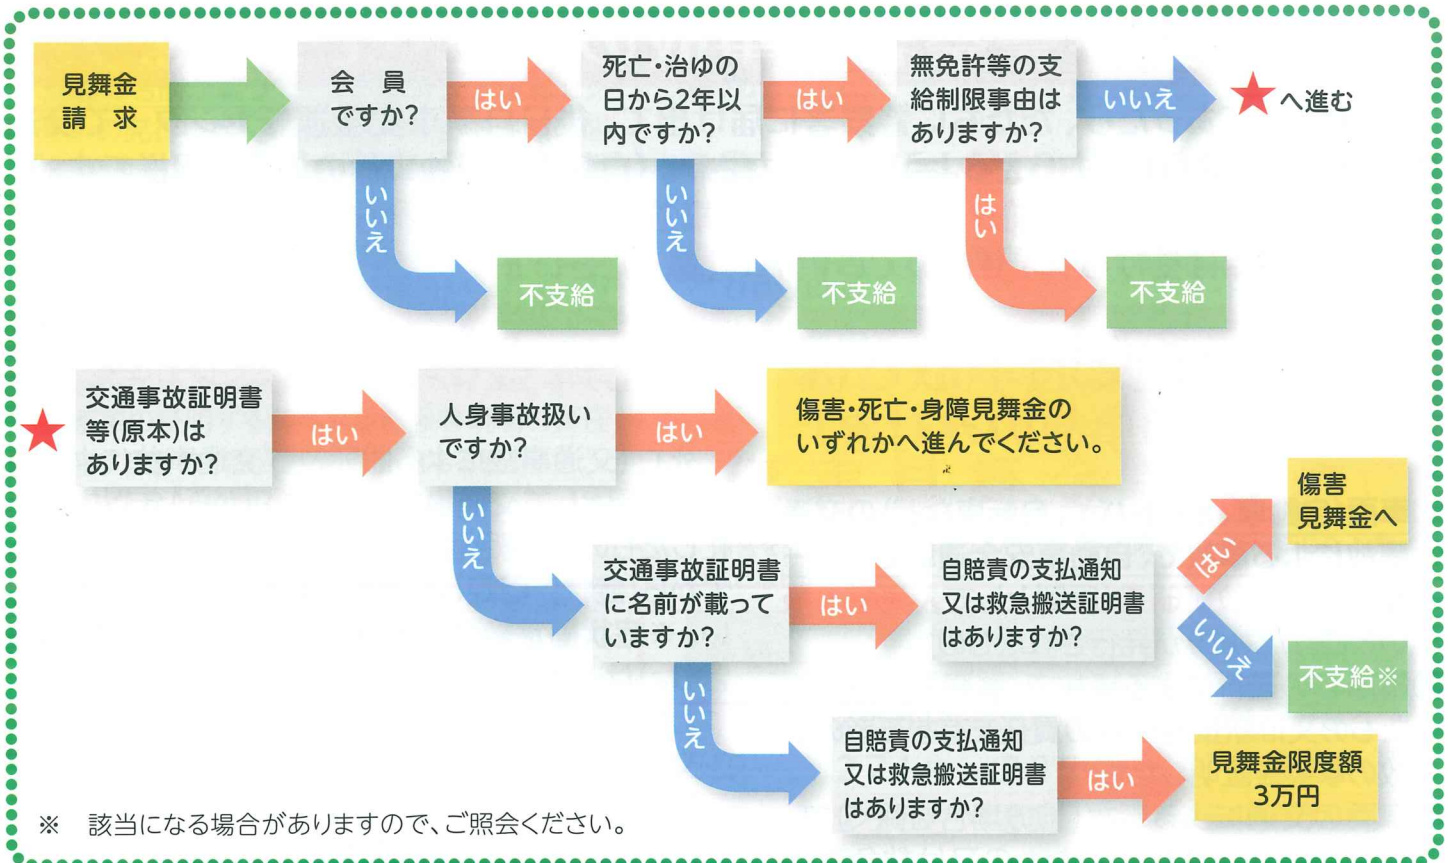 見舞金
請　求
会　員
ですか?
はい
死亡・治ゆの
日から2年以
内ですか?
はい
無免許等の支
給制限事由は
ありますか?
いいえ
★へ進む
いいえ
不支給
いいえ
不支給
はい
不支給
★
交通事故証明書
等(原本)は
ありますか?
はい
人身事故扱い
ですか?
はい
傷害・死亡・身障見舞金の
いずれかへ進んでください。
いいえ
交通事故証明書
に名前が載って
いますか?
はい
自賠責の支払通知
又は救急搬送証明書
はありますか?
はい
傷害
見舞金へ
いいえ
不支給※
いいえ
自賠責の支払通知
又は救急搬送証明書
はありますか?
はい
見舞金限度額
3万円
※　該当になる場合がありますので、ご照会ください。